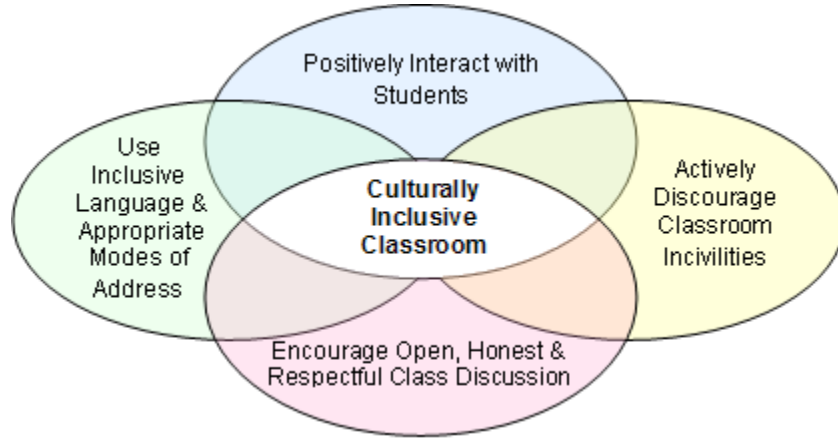 Positively Interact with
Students
Use
Inclusive
Language &
Appropriate
Modes of
Address
Culturally
Inclusive
Classroom
Actively
Discourage
Classroom
Incivilities
Encourage Open, Honest &
Respectful Class Discussion